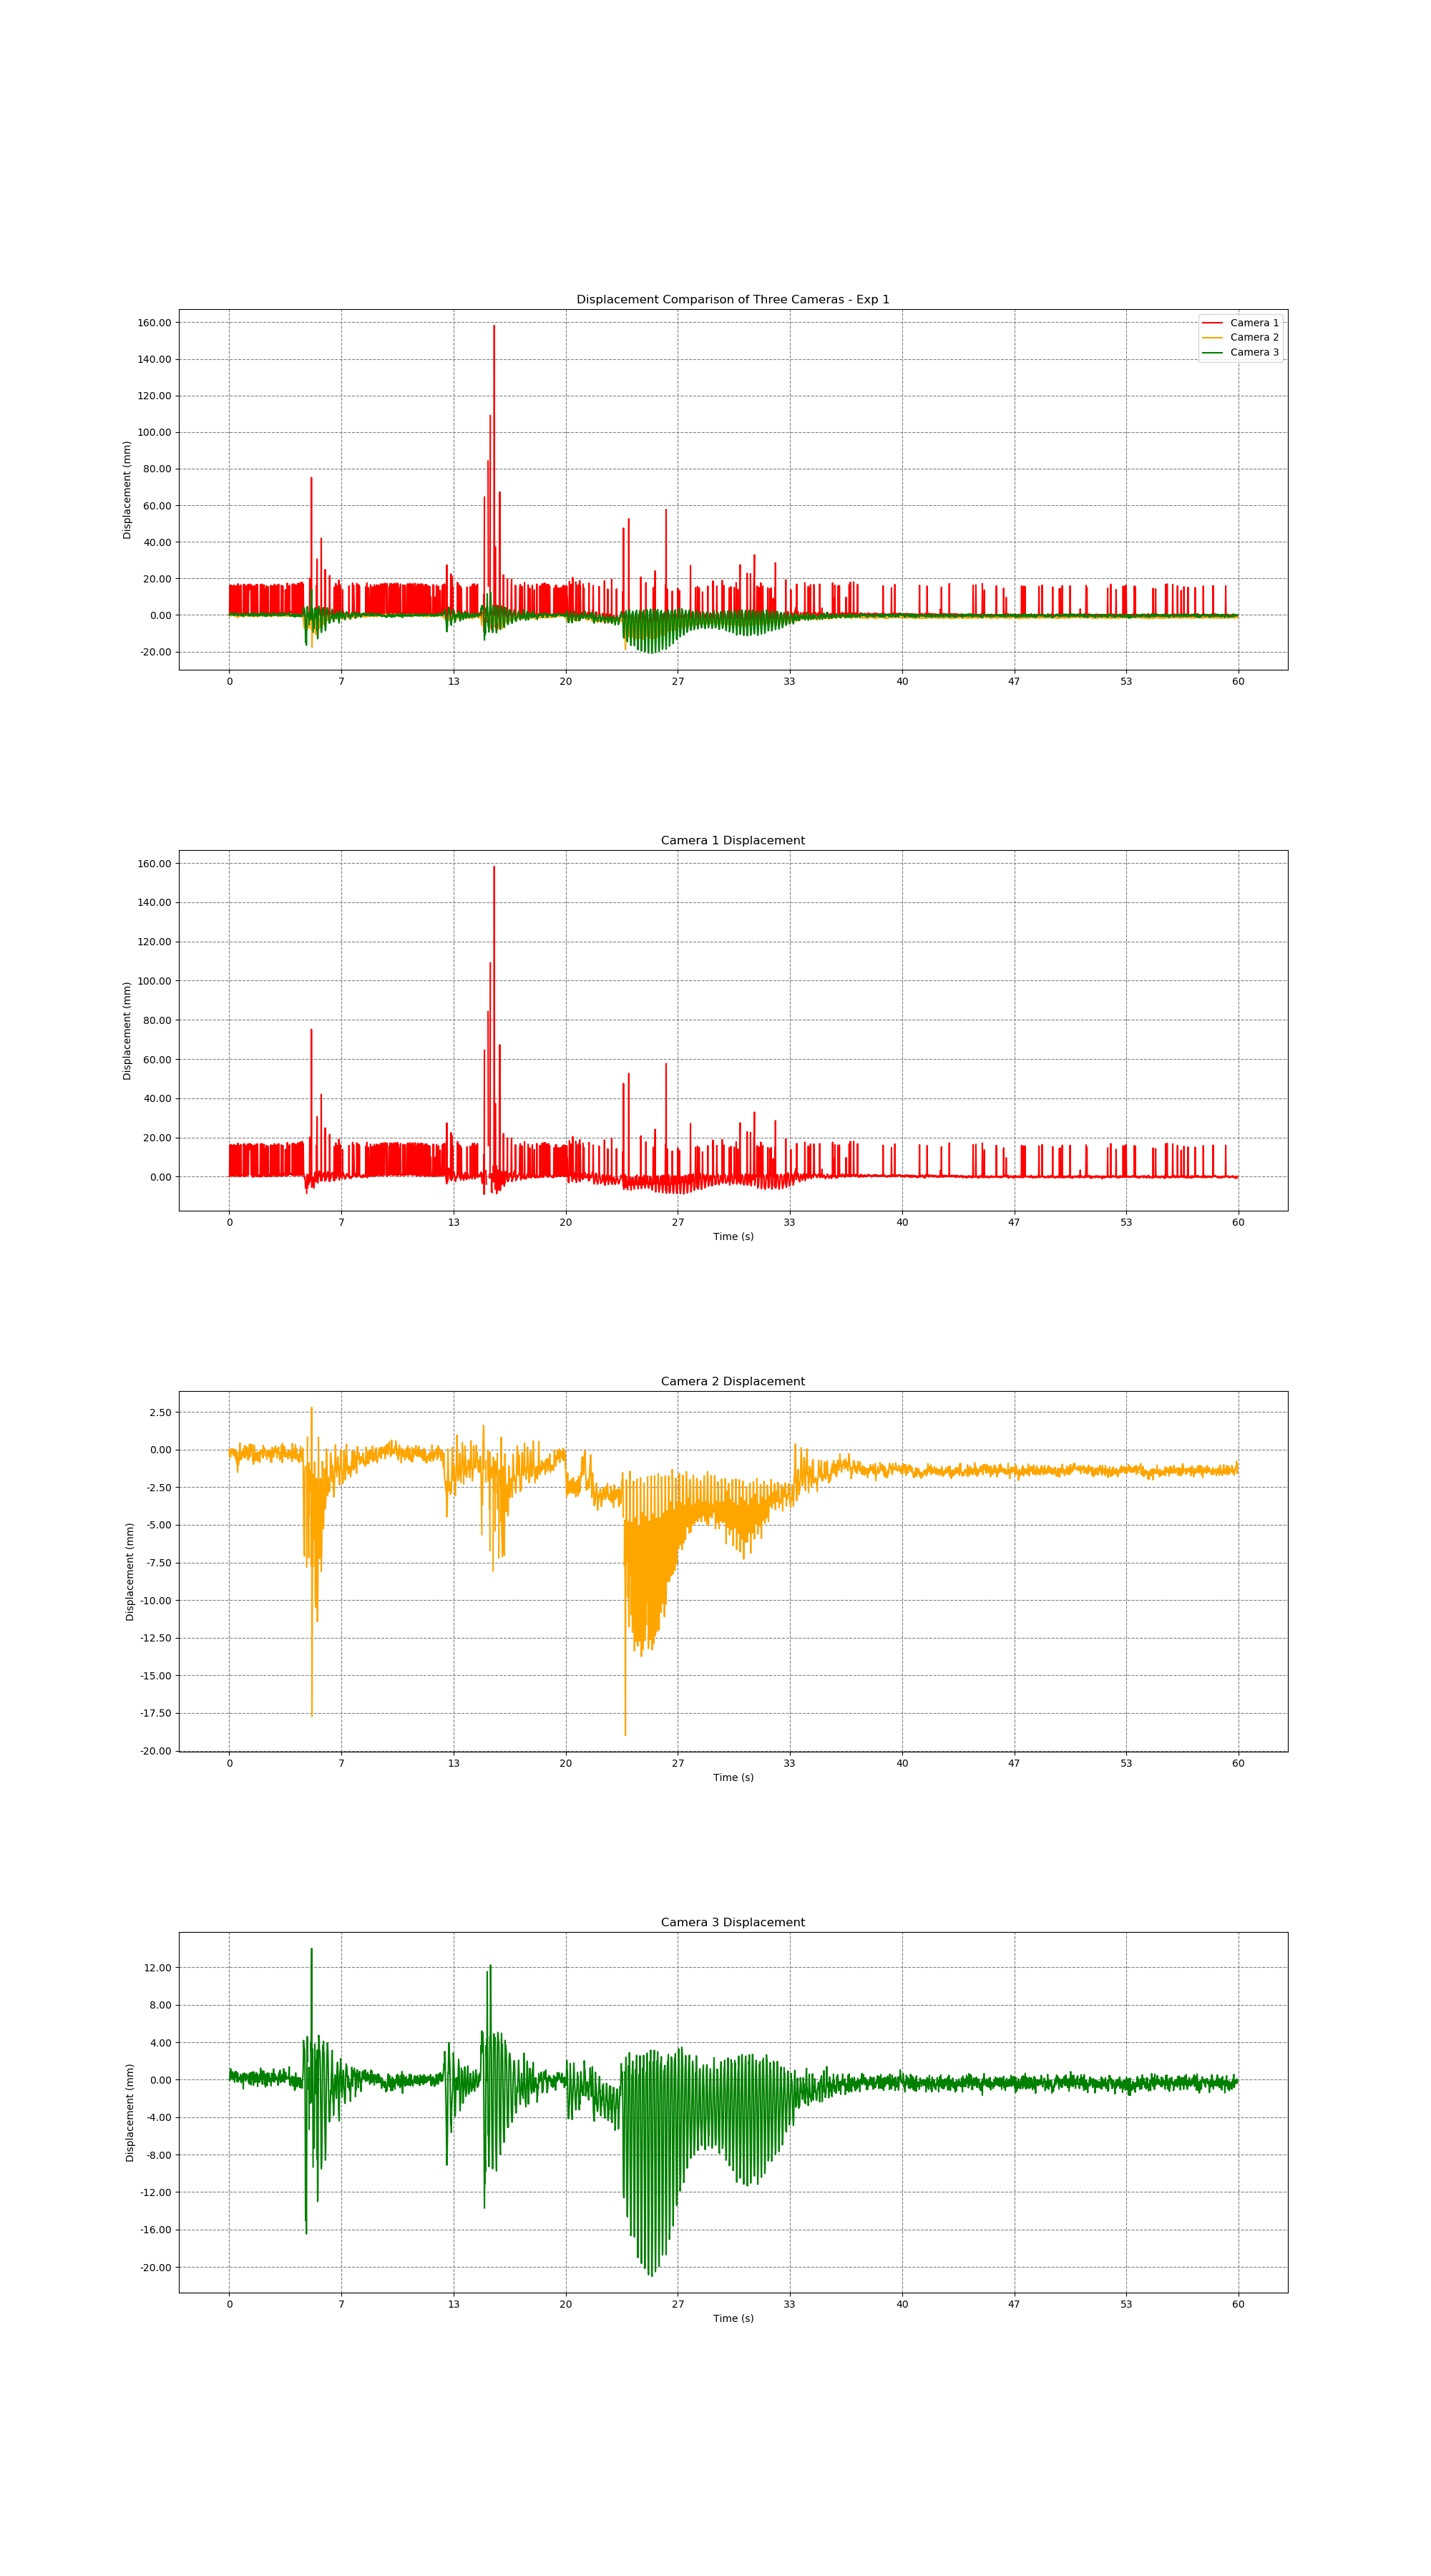 Displacement Comparison of Three Cameras - Exp 1
Displacement (mm)
160.00
140.00
120.00
100.00
80.00
60.00
40.00
20.00
0.00
-20.00
Camera 1
Camera 2
Camera 3
0 7 13 20 27 33 40 47 53 60
Camera 1 Displacement
Displacement (mm)
160.00
140.00
120.00
100.00
80.00
60.00
40.00
20.00
0.00
0 7 13 20 27 33 40 47 53 60
Time (s)
Camera 2 Displacement
Displacement (mm)
2.50
0.00
-2.50
-5.00
-7.50
-10.00
-12.50
-15.00
-17.50
-20.00
0 7 13 20 27 33 40 47 53 60
Time (s)
Camera 3 Displacement
Displacement (mm)
12.00
8.00
4.00
0.00
-4.00
-8.00
-12.00
-16.00
-20.00
0 7 13 20 27 33 40 47 53 60
Time (s)